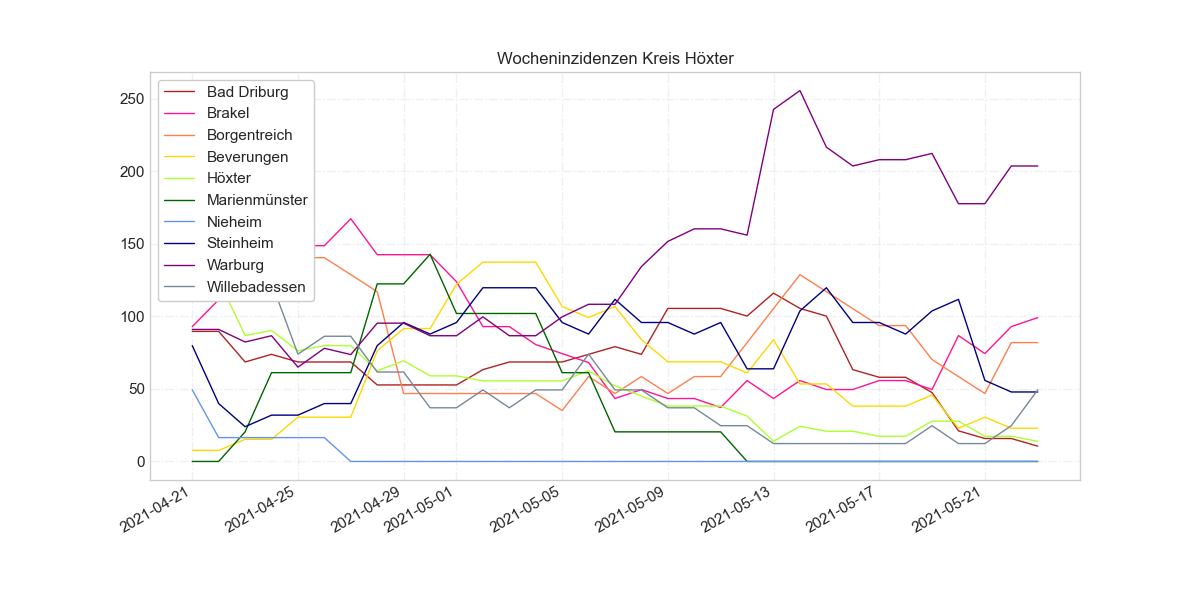 Wocheninzidenzen Kreis Höxter
250
200
150
100
50
0
Bad Driburg
Brakel
Borgentreich
Beverungen
Höxter
Marienmünster
Nieheim
Steinheim
Warburg
Willebadessen
2021-04-21
2021-04-25
2021-04-29
2021-05-01
2021-05-05
2021-05-09
2021-05-13
2021-05-17
2021-05-21